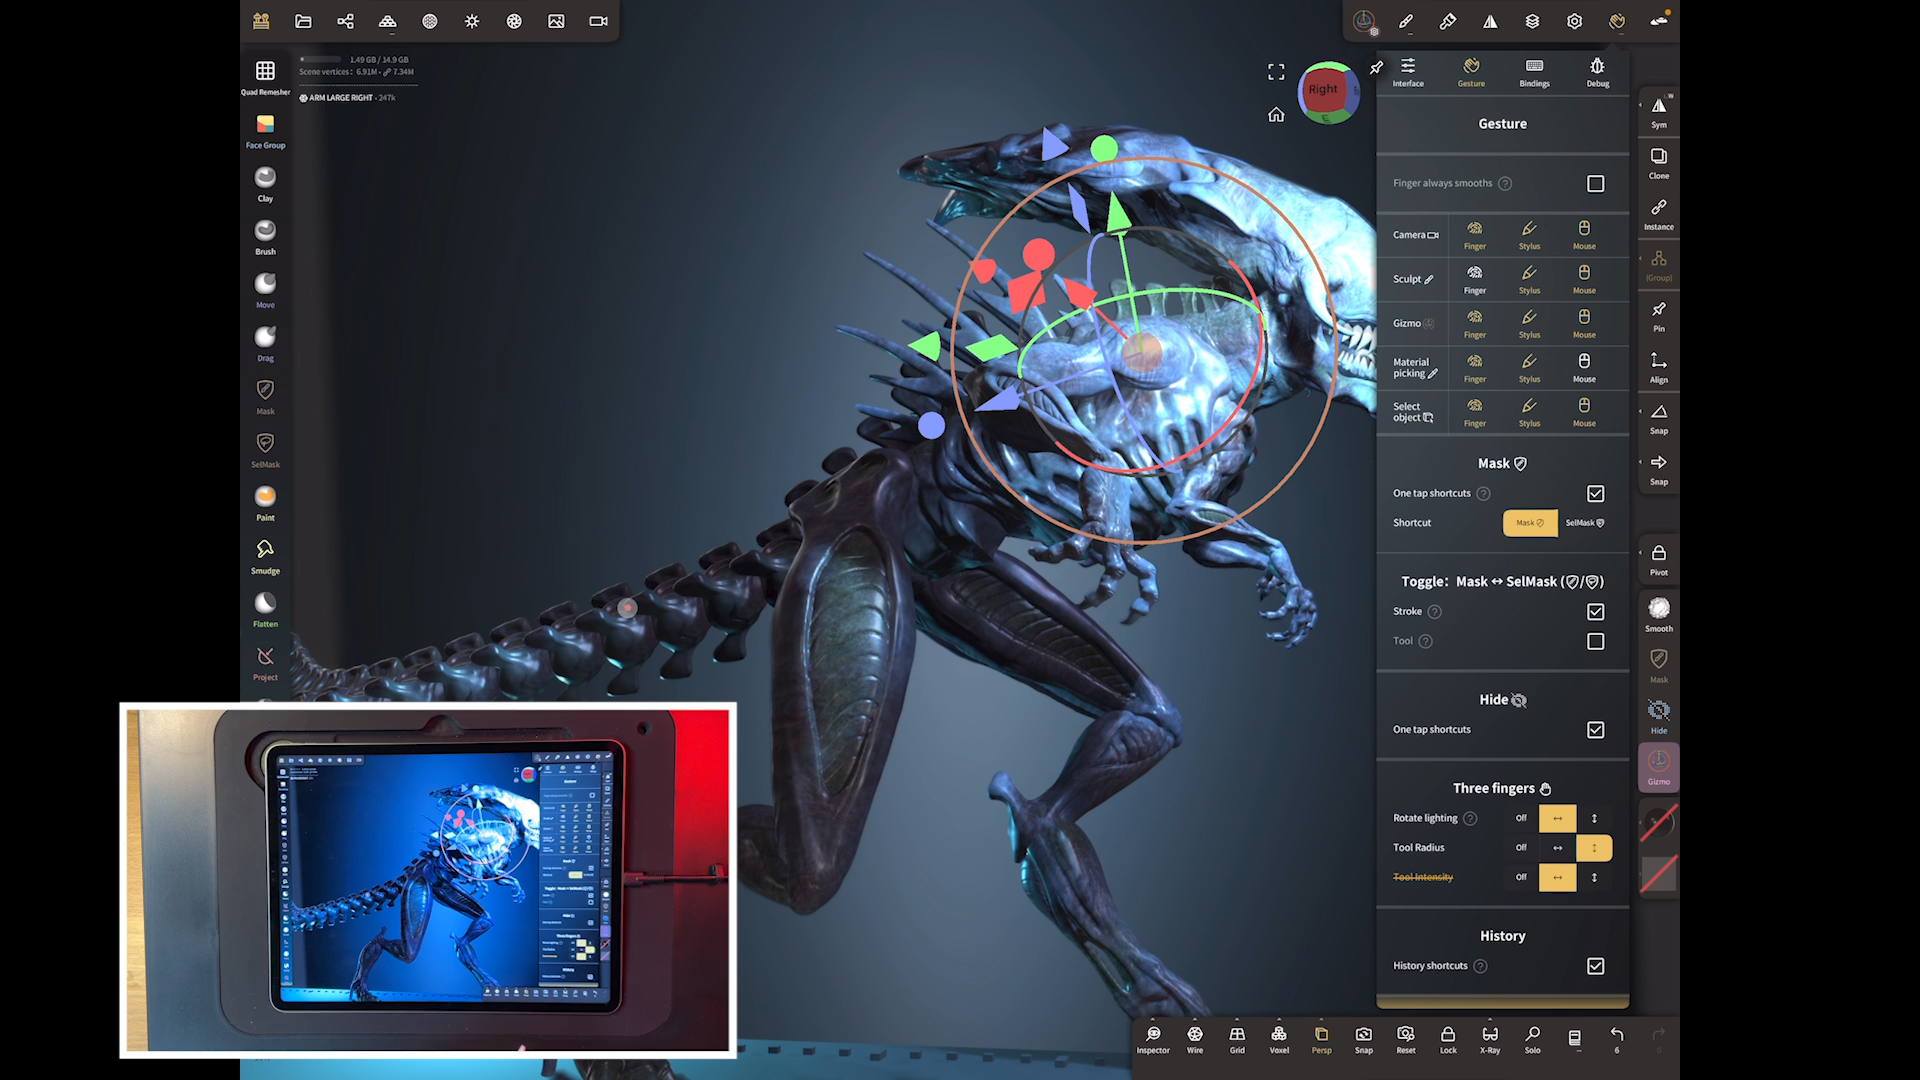 1.49 GB / 14.9 GB
Scene vertices: 6.91M · 7.34M
ARM LARGE RIGHT · 247k
Quad Remesher
Face Group
Clay
Brush
Move
Drag
Mask
SelMask
Paint
Smudge
Flatten
Project
Right
Interface
Gesture
Bindings
Debug
Gesture
Finger always smooths ?
Camera Finger Stylus Mouse
Sculpt Finger Stylus Mouse
Gizmo Finger Stylus Mouse
Material picking Finger Stylus Mouse
Select object Finger Stylus Mouse
Mask
One tap shortcuts ?
Shortcut Mask SelMask
Toggle: Mask ↔ SelMask ( / )
Stroke ?
Tool ?
Hide
One tap shortcuts
Three fingers
Rotate lighting ? Off ↔ ↕
Tool Radius Off ↔ ↕
Tool Intensity Off ↔ ↕
History
History shortcuts ?
Sym
Clone
Instance
(Group)
Pin
Align
Snap
Snap
Pivot
Smooth
Mask
Hide
Gizmo
Inspector
Wire
Grid
Voxel
Persp
Snap
Reset
Lock
X-Ray
Solo
6